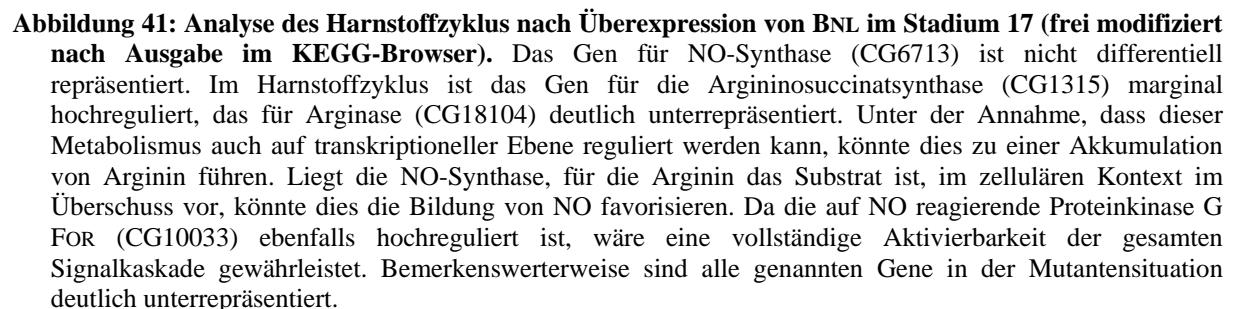 Abbildung 41: Analyse des Harnstoffzyklus nach Überexpression von BNL im Stadium 17 (frei modifiziert
nach Ausgabe im KEGG-Browser). Das Gen für NO-Synthase (CG6713) ist nicht differentiell
repräsentiert. Im Harnstoffzyklus ist das Gen für die Argininosuccinatsynthase (CG1315) marginal
hochreguliert, das für Arginase (CG18104) deutlich unterrepräsentiert. Unter der Annahme, dass dieser
Metabolismus auch auf transkriptioneller Ebene reguliert werden kann, könnte dies zu einer Akkumulation
von Arginin führen. Liegt die NO-Synthase, für die Arginin das Substrat ist, im zellulären Kontext im
Überschuss vor, könnte dies die Bildung von NO favorisieren. Da die auf NO reagierende Proteinkinase G
FOR (CG10033) ebenfalls hochreguliert ist, wäre eine vollständige Aktivierbarkeit der gesamten
Signalkaskade gewährleistet. Bemerkenswerterweise sind alle genannten Gene in der Mutantensituation
deutlich unterrepräsentiert.